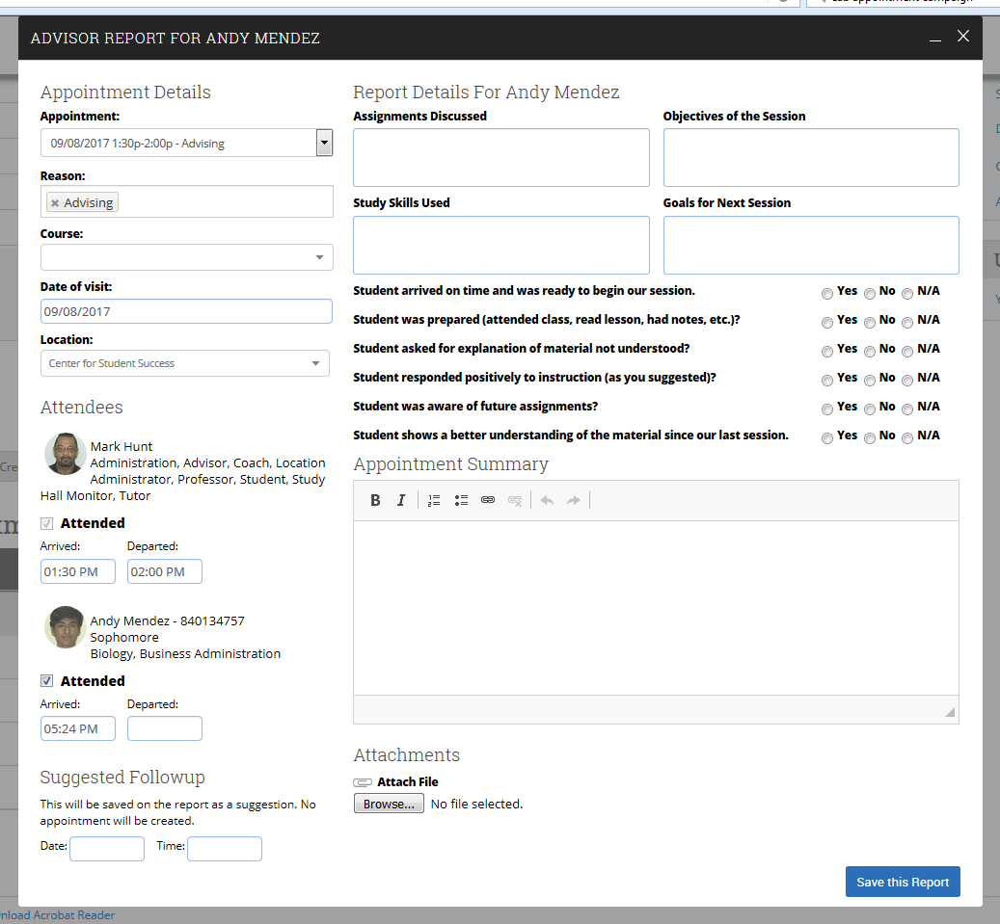 ADVISOR REPORT FOR ANDY MENDEZ
Appointment Details
Appointment:
09/08/2017 1:30p-2:00p - Advising
Reason:
× Advising
Course:
Date of visit:
09/08/2017
Location:
Center for Student Success
Attendees
Mark Hunt
Administration, Advisor, Coach, Location
Administrator, Professor, Student, Study
Hall Monitor, Tutor
Attended
Arrived: Departed:
01:30 PM 02:00 PM
Andy Mendez - 840134757
Sophomore
Biology, Business Administration
Attended
Arrived: Departed:
05:24 PM
Suggested Followup
This will be saved on the report as a suggestion. No
appointment will be created.
Date: Time:
Report Details For Andy Mendez
Assignments Discussed Objectives of the Session
Study Skills Used Goals for Next Session
Student arrived on time and was ready to begin our session. Yes No N/A
Student was prepared (attended class, read lesson, had notes, etc.)? Yes No N/A
Student asked for explanation of material not understood? Yes No N/A
Student responded positively to instruction (as you suggested)? Yes No N/A
Student was aware of future assignments? Yes No N/A
Student shows a better understanding of the material since our last session. Yes No N/A
Appointment Summary
B I
Attachments
Attach File
Browse... No file selected.
Save this Report
Acrobat Reader